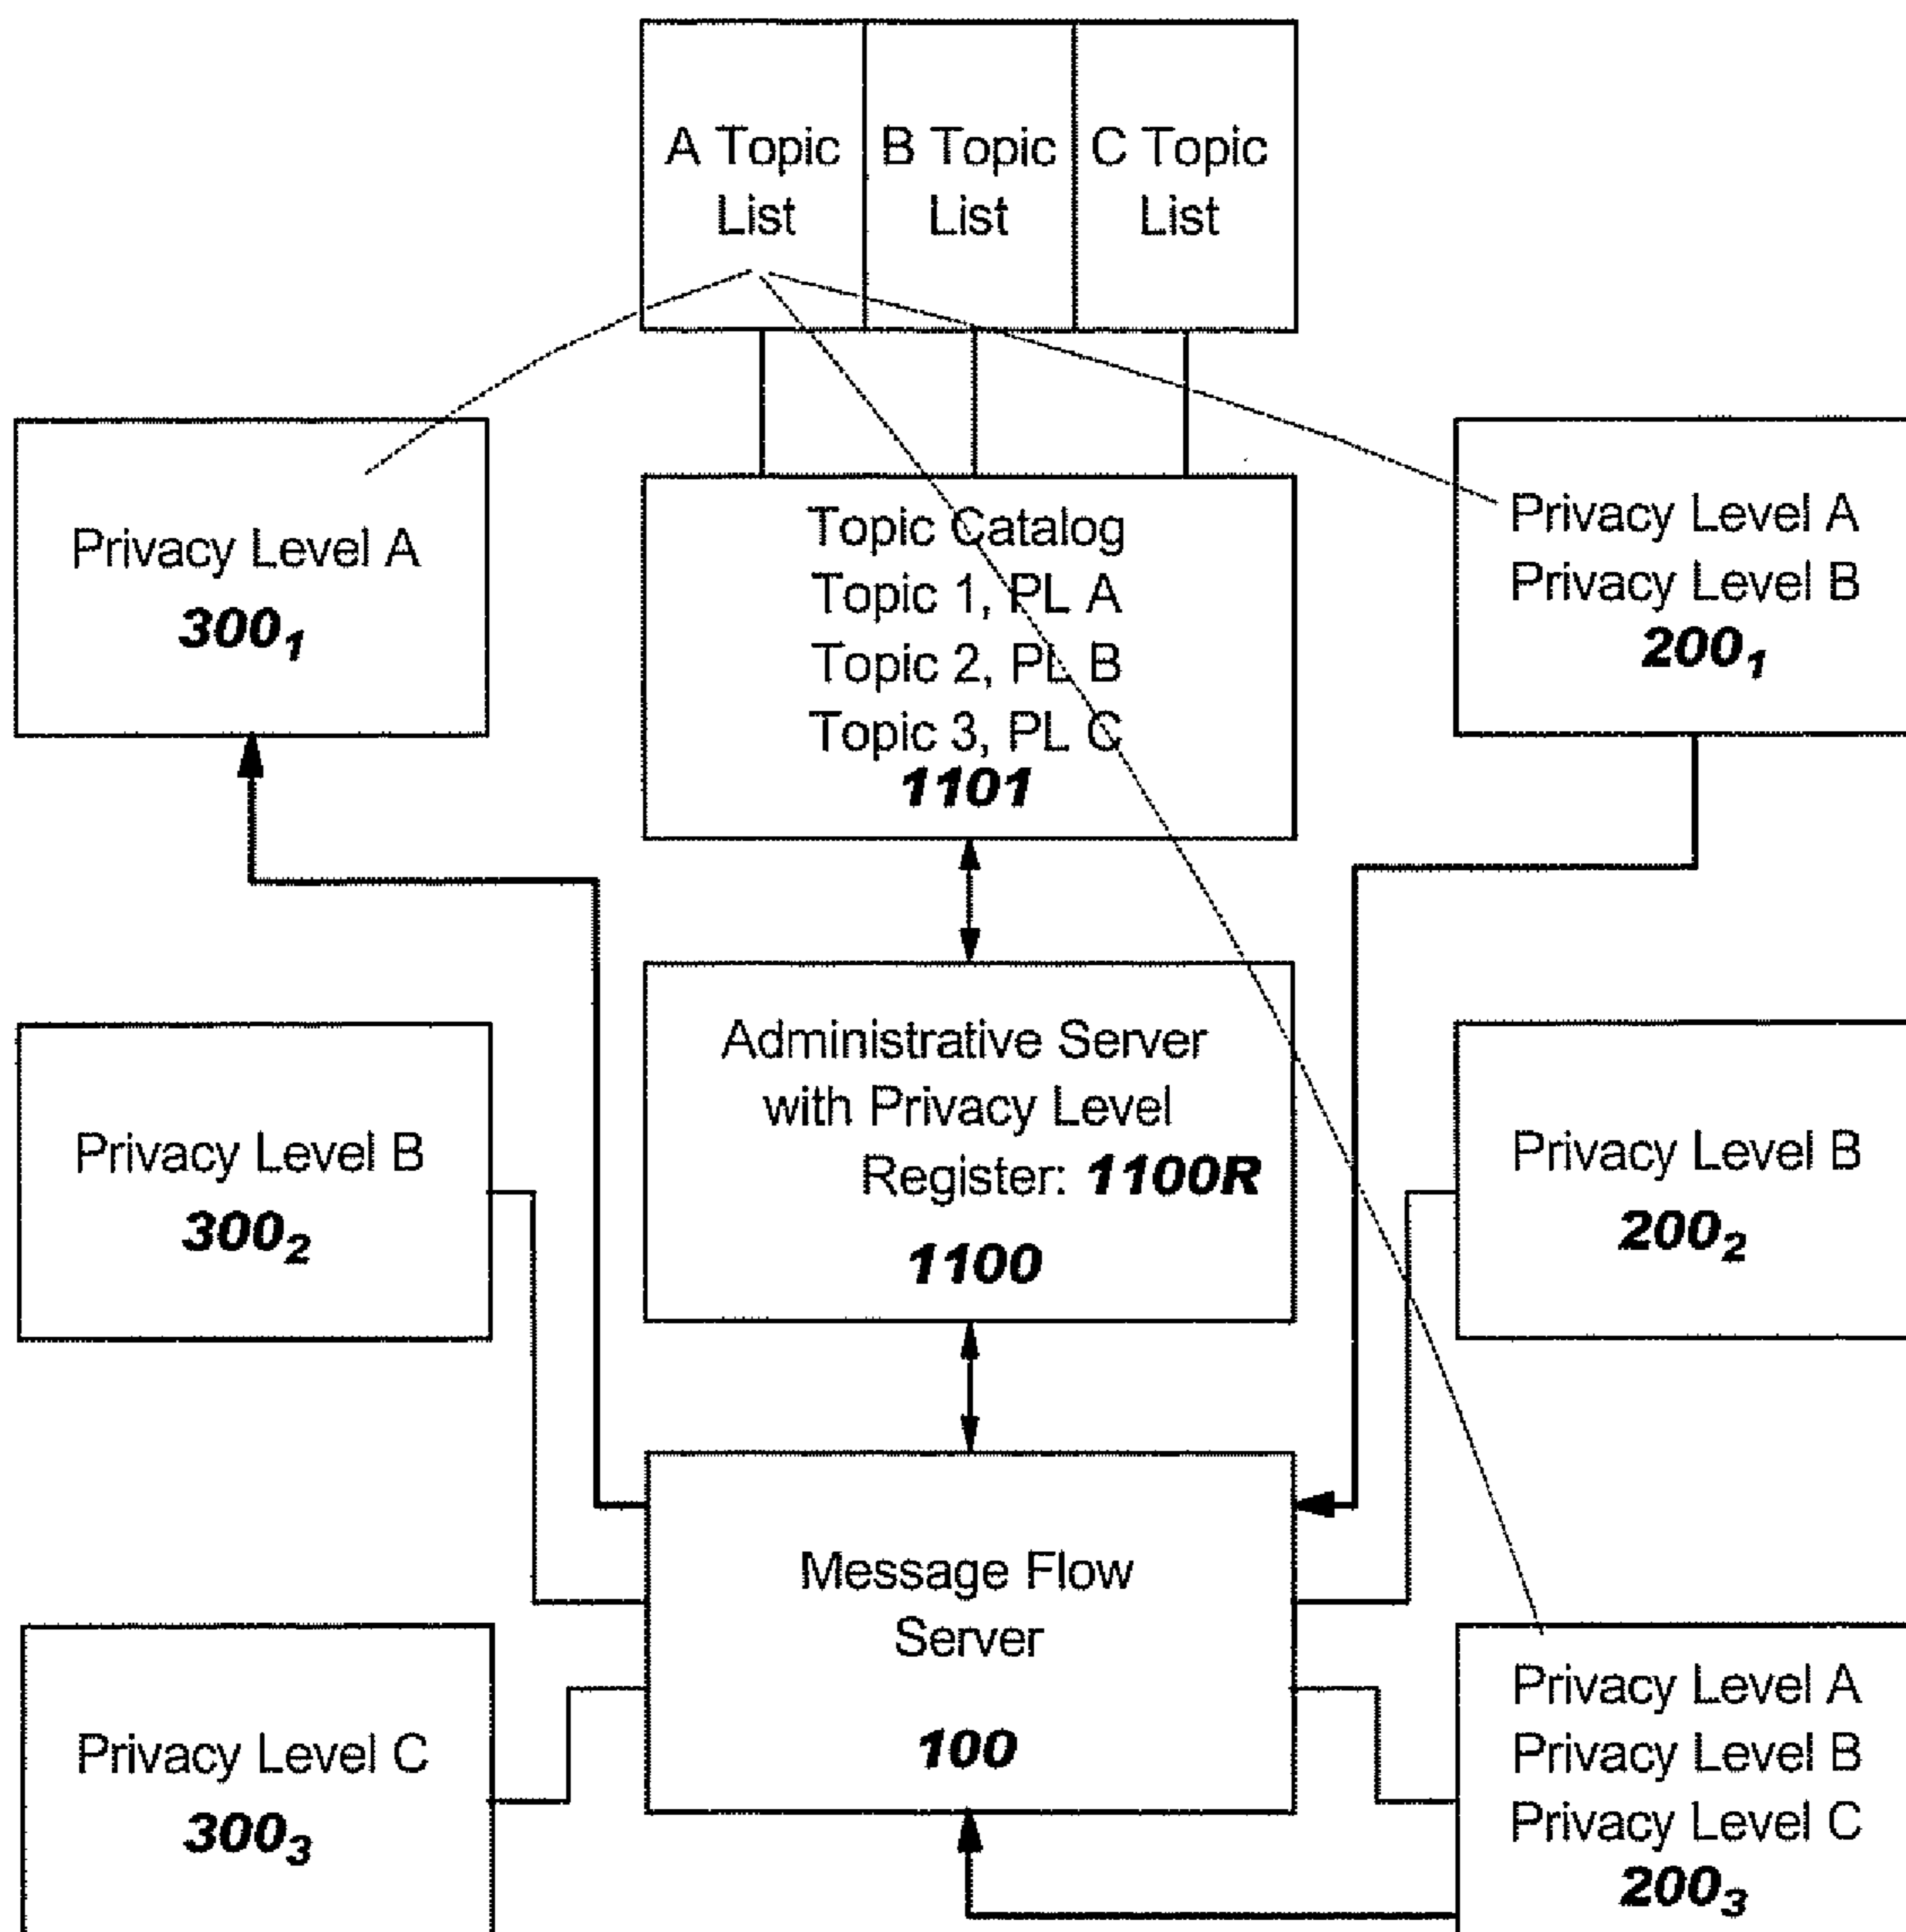 A Topic
List
B Topic
List
C Topic
List
Privacy Level A
300₁
Topic Catalog
Topic 1, PL A
Topic 2, PL B
Topic 3, PL C
1101
Privacy Level A
Privacy Level B
200₁
Privacy Level B
300₂
Administrative Server
with Privacy Level
Register: 1100R
1100
Privacy Level B
200₂
Privacy Level C
300₃
Message Flow
Server
100
Privacy Level A
Privacy Level B
Privacy Level C
200₃